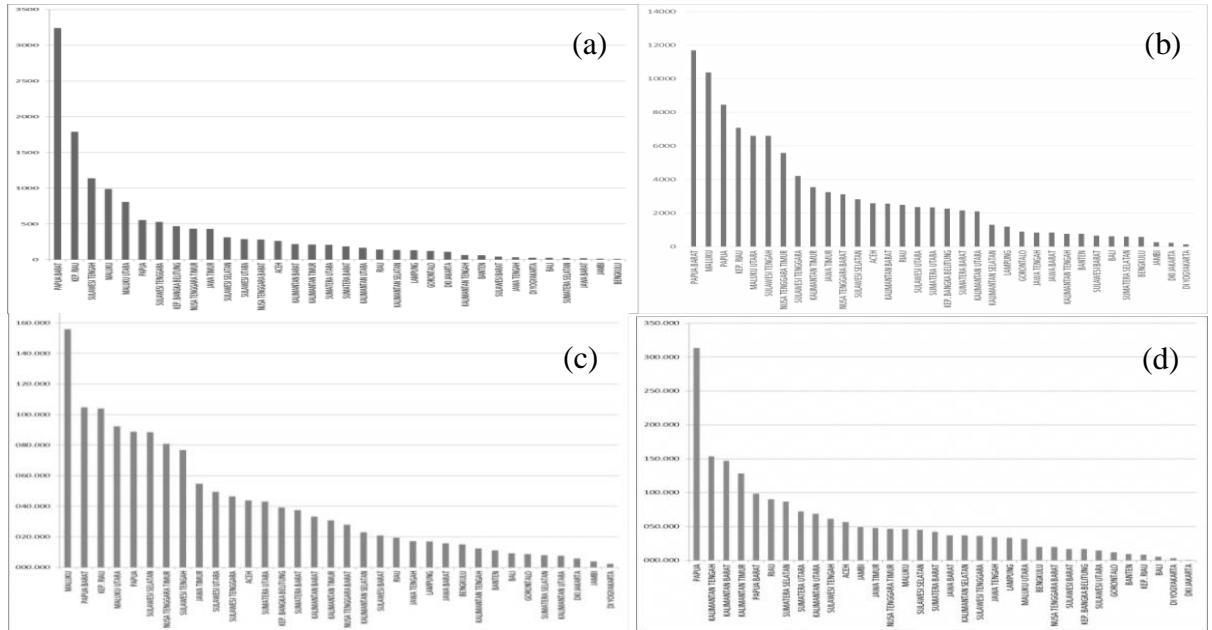 (a)
3500
3000
2500
2000
1500
1000
500
0
PAPUA BARAT
KEP. RIAU
SULAWESI TENGAH
MALUKU
MALUKU UTARA
PAPUA
SULAWESI TENGGARA
KEP. BANGKA BELITUNG
NUSA TENGGARA TIMUR
JAWA TIMUR
SULAWESI SELATAN
SULAWESI UTARA
NUSA TENGGARA BARAT
ACEH
KALIMANTAN BARAT
KALIMANTAN TIMUR
SUMATERA UTARA
SUMATERA BARAT
KALIMANTAN UTARA
RIAU
KALIMANTAN SELATAN
LAMPUNG
GORONTALO
DKI JAKARTA
KALIMANTAN TENGAH
BANTEN
SULAWESI BARAT
JAWA TENGAH
DI YOGYAKARTA
BALI
SUMATERA SELATAN
JAWA BARAT
JAMBI
BENGKULU
(b)
14000
12000
10000
8000
6000
4000
2000
0
PAPUA BARAT
MALUKU
PAPUA
KEP. RIAU
MALUKU UTARA
SULAWESI TENGAH
NUSA TENGGARA TIMUR
SULAWESI TENGGARA
KALIMANTAN TIMUR
JAWA TIMUR
NUSA TENGGARA BARAT
SULAWESI SELATAN
ACEH
KALIMANTAN BARAT
RIAU
SULAWESI UTARA
SUMATERA UTARA
KEP. BANGKA BELITUNG
SUMATERA BARAT
KALIMANTAN UTARA
KALIMANTAN SELATAN
LAMPUNG
GORONTALO
JAWA TENGAH
JAWA BARAT
KALIMANTAN TENGAH
BANTEN
SULAWESI BARAT
BALI
SUMATERA SELATAN
BENGKULU
JAMBI
DKI JAKARTA
DI YOGYAKARTA
(c)
160.000
140.000
120.000
100.000
080.000
060.000
040.000
020.000
000.000
MALUKU
PAPUA BARAT
KEP. RIAU
MALUKU UTARA
PAPUA
SULAWESI SELATAN
NUSA TENGGARA TIMUR
SULAWESI TENGAH
JAWA TIMUR
SULAWESI UTARA
SULAWESI TENGGARA
ACEH
SUMATERA UTARA
KEP. BANGKA BELITUNG
SUMATERA BARAT
KALIMANTAN BARAT
KALIMANTAN TIMUR
NUSA TENGGARA BARAT
KALIMANTAN SELATAN
SULAWESI BARAT
RIAU
JAWA TENGAH
LAMPUNG
JAWA BARAT
BENGKULU
KALIMANTAN TENGAH
BANTEN
BALI
GORONTALO
SUMATERA SELATAN
KALIMANTAN UTARA
DKI JAKARTA
JAMBI
DI YOGYAKARTA
(d)
350.000
300.000
250.000
200.000
150.000
100.000
050.000
000.000
PAPUA
KALIMANTAN TENGAH
KALIMANTAN BARAT
KALIMANTAN TIMUR
PAPUA BARAT
RIAU
SUMATERA SELATAN
SUMATERA UTARA
KALIMANTAN UTARA
SULAWESI TENGAH
ACEH
JAMBI
JAWA TIMUR
NUSA TENGGARA TIMUR
MALUKU
SULAWESI SELATAN
SUMATERA BARAT
JAWA BARAT
KALIMANTAN SELATAN
SULAWESI TENGGARA
JAWA TENGAH
LAMPUNG
MALUKU UTARA
BENGKULU
NUSA TENGGARA BARAT
SULAWESI BARAT
KEP. BANGKA BELITUNG
SULAWESI UTARA
GORONTALO
BANTEN
KEP. RIAU
BALI
DI YOGYAKARTA
DKI JAKARTA